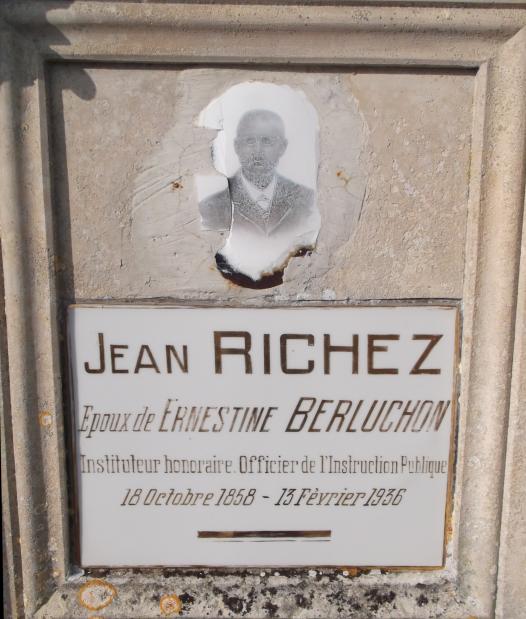 JEAN RICHEZ
Epoux de ERNESTINE BERLUCHON
Instituteur honoraire. Officier de l'Instruction Publique
18 Octobre 1858 - 13 Février 1936